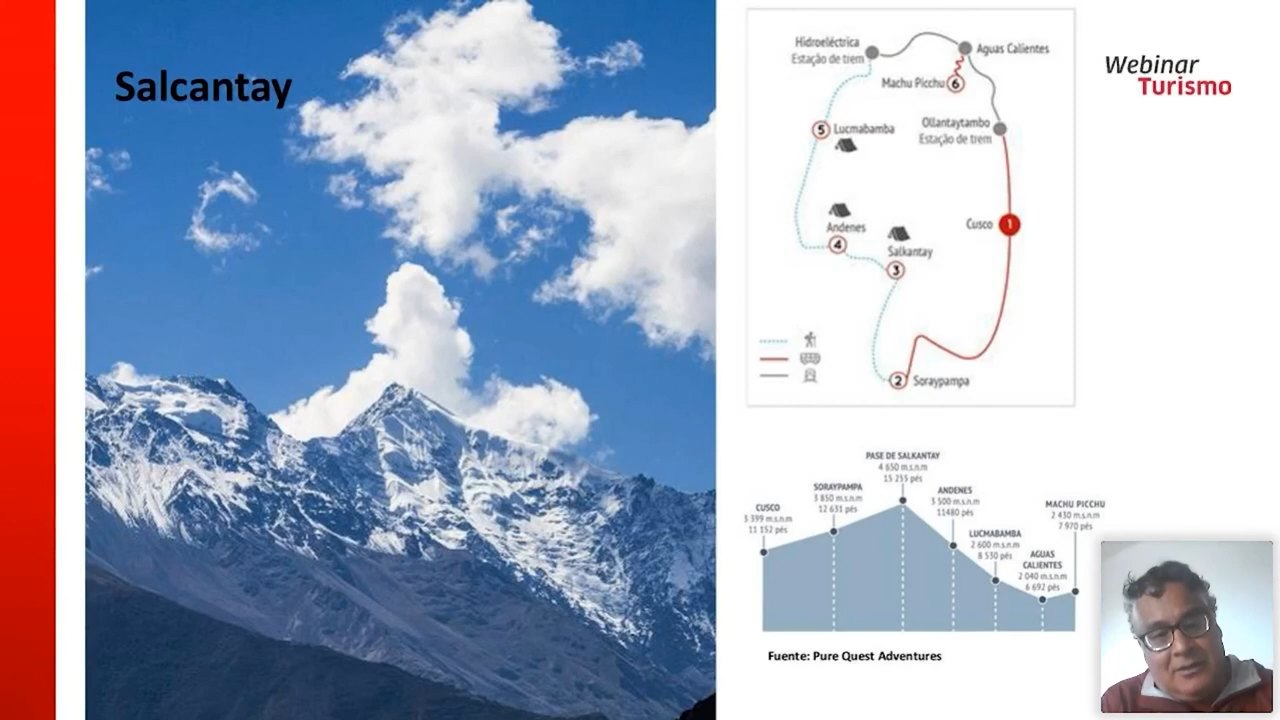 Salcantay
Webinar
Turismo
Hidroeléctrica
Estação de trem
Aguas Calientes
Machu Picchu 6
Ollantaytambo
Estação de trem
5 Lucmabamba
Cusco 1
Andenes
4
Salkantay
3
2 Soraypampa
PASE DE SALKANTAY
4 650 m.s.n.m
15 255 pés
SORAYPAMPA
3 850 m.s.n.m
12 631 pés
ANDENES
3 500 m.s.n.m
11480 pés
CUSCO
3 399 m.s.n.m
11 152 pés
MACHU PICCHU
2 430 m.s.n.m
7 970 pés
LUCMABAMBA
2 600 m.s.n.m
8 530 pés
AGUAS
CALIENTES
2 040 m.s.n.m
6 692 pés
Fuente: Pure Quest Adventures